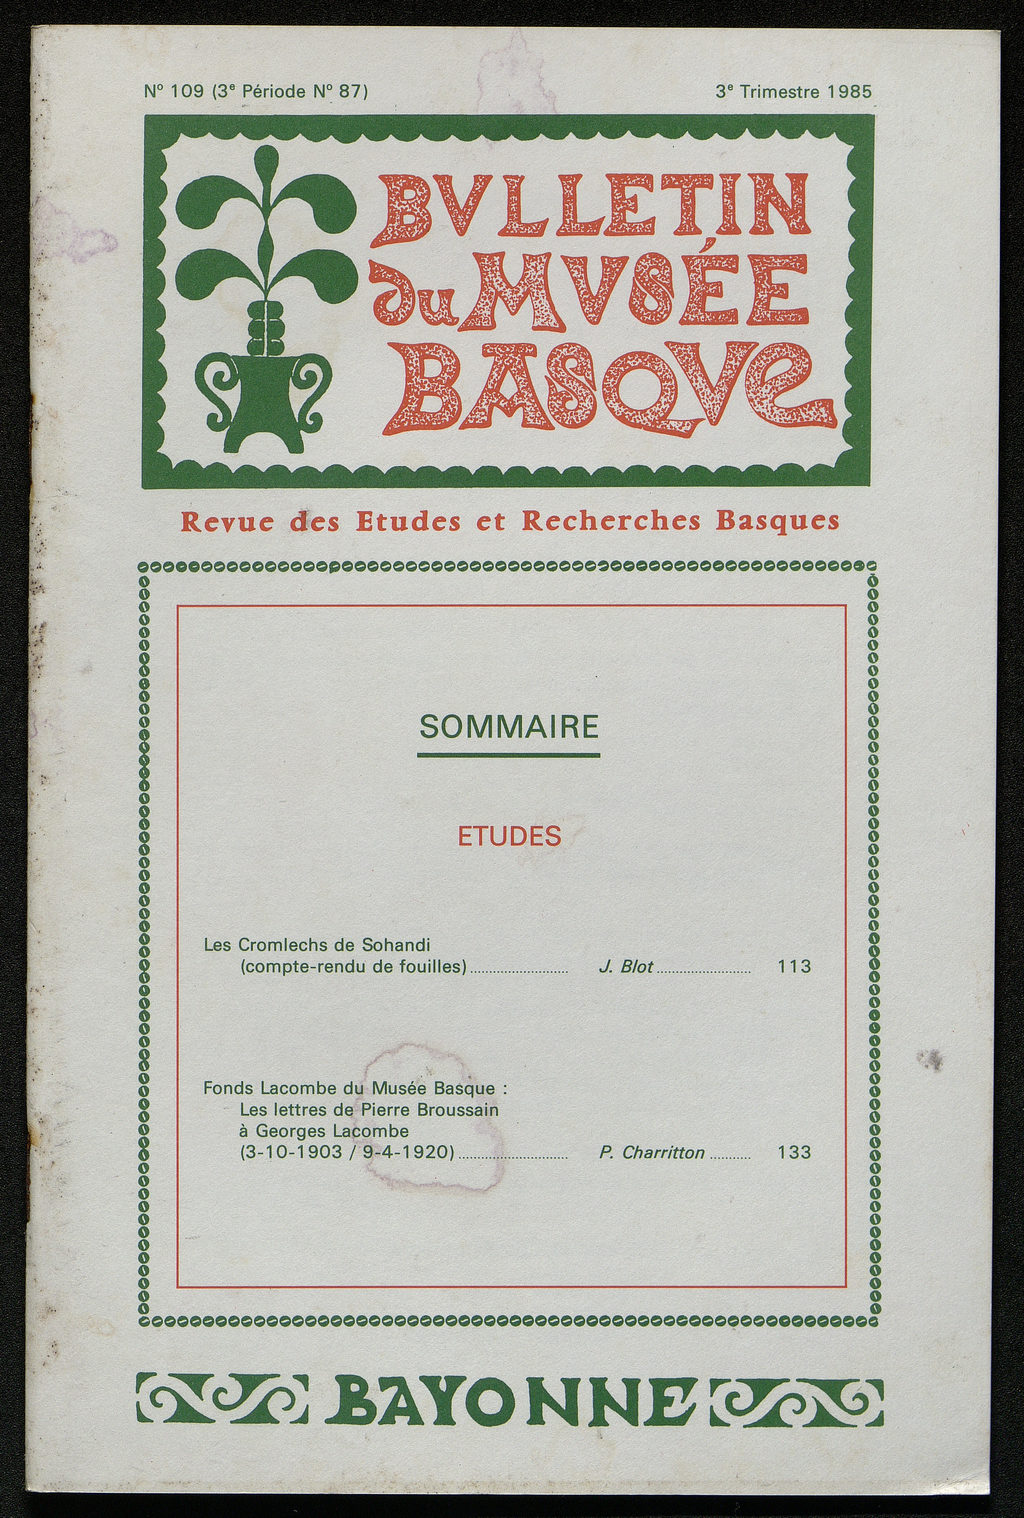 Nº 109 (3ᵉ Période Nº 87)
3ᵉ Trimestre 1985
BVLLETIN
du MVSÉE
BASQVE
Revue des Etudes et Recherches Basques
SOMMAIRE
ETUDES
Les Cromlechs de Sohandi
(compte-rendu de fouilles) ........................ J. Blot ........................ 113
Fonds Lacombe du Musée Basque :
Les lettres de Pierre Broussain
à Georges Lacombe
(3-10-1903 / 9-4-1920) ........................ P. Charritton ........... 133
BAYONNE